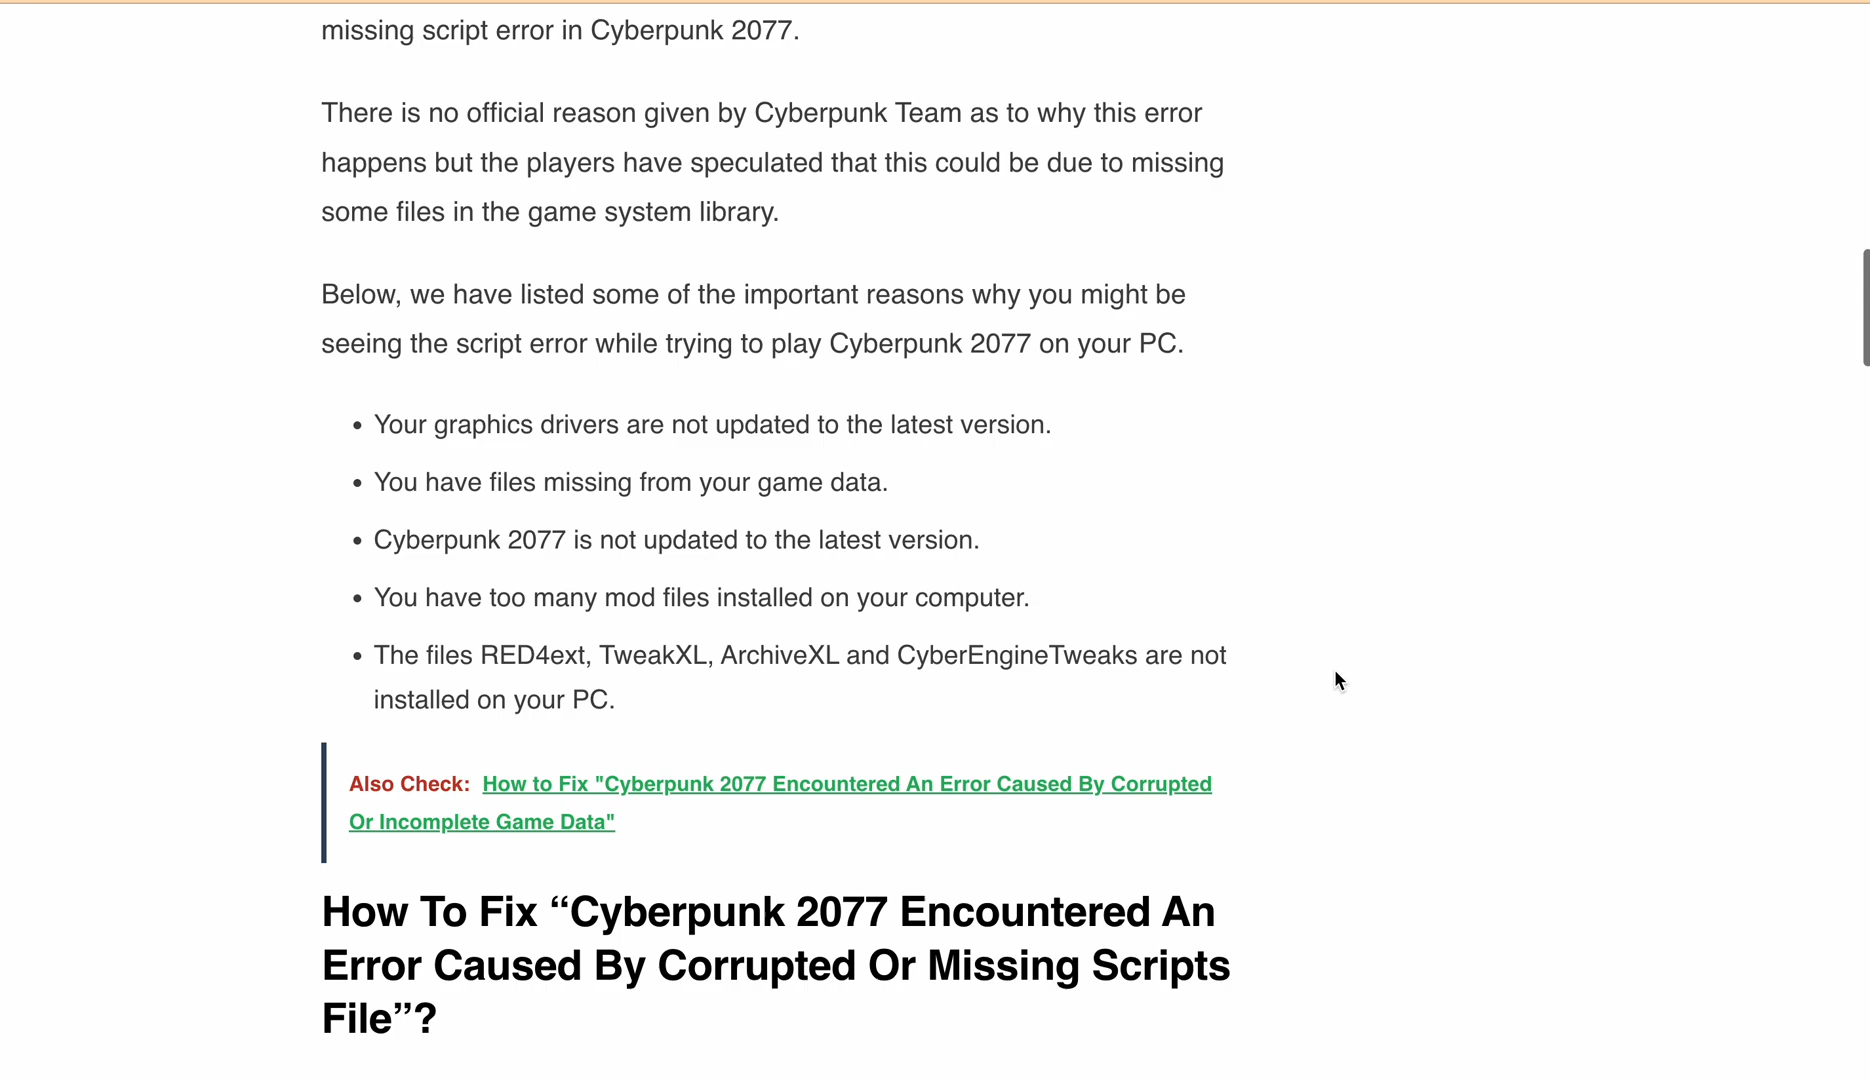 missing script error in Cyberpunk 2077.
There is no official reason given by Cyberpunk Team as to why this error
happens but the players have speculated that this could be due to missing
some files in the game system library.
Below, we have listed some of the important reasons why you might be
seeing the script error while trying to play Cyberpunk 2077 on your PC.
• Your graphics drivers are not updated to the latest version.
• You have files missing from your game data.
• Cyberpunk 2077 is not updated to the latest version.
• You have too many mod files installed on your computer.
• The files RED4ext, TweakXL, ArchiveXL and CyberEngineTweaks are not
installed on your PC.
Also Check: How to Fix "Cyberpunk 2077 Encountered An Error Caused By Corrupted
Or Incomplete Game Data"
How To Fix “Cyberpunk 2077 Encountered An
Error Caused By Corrupted Or Missing Scripts
File”?